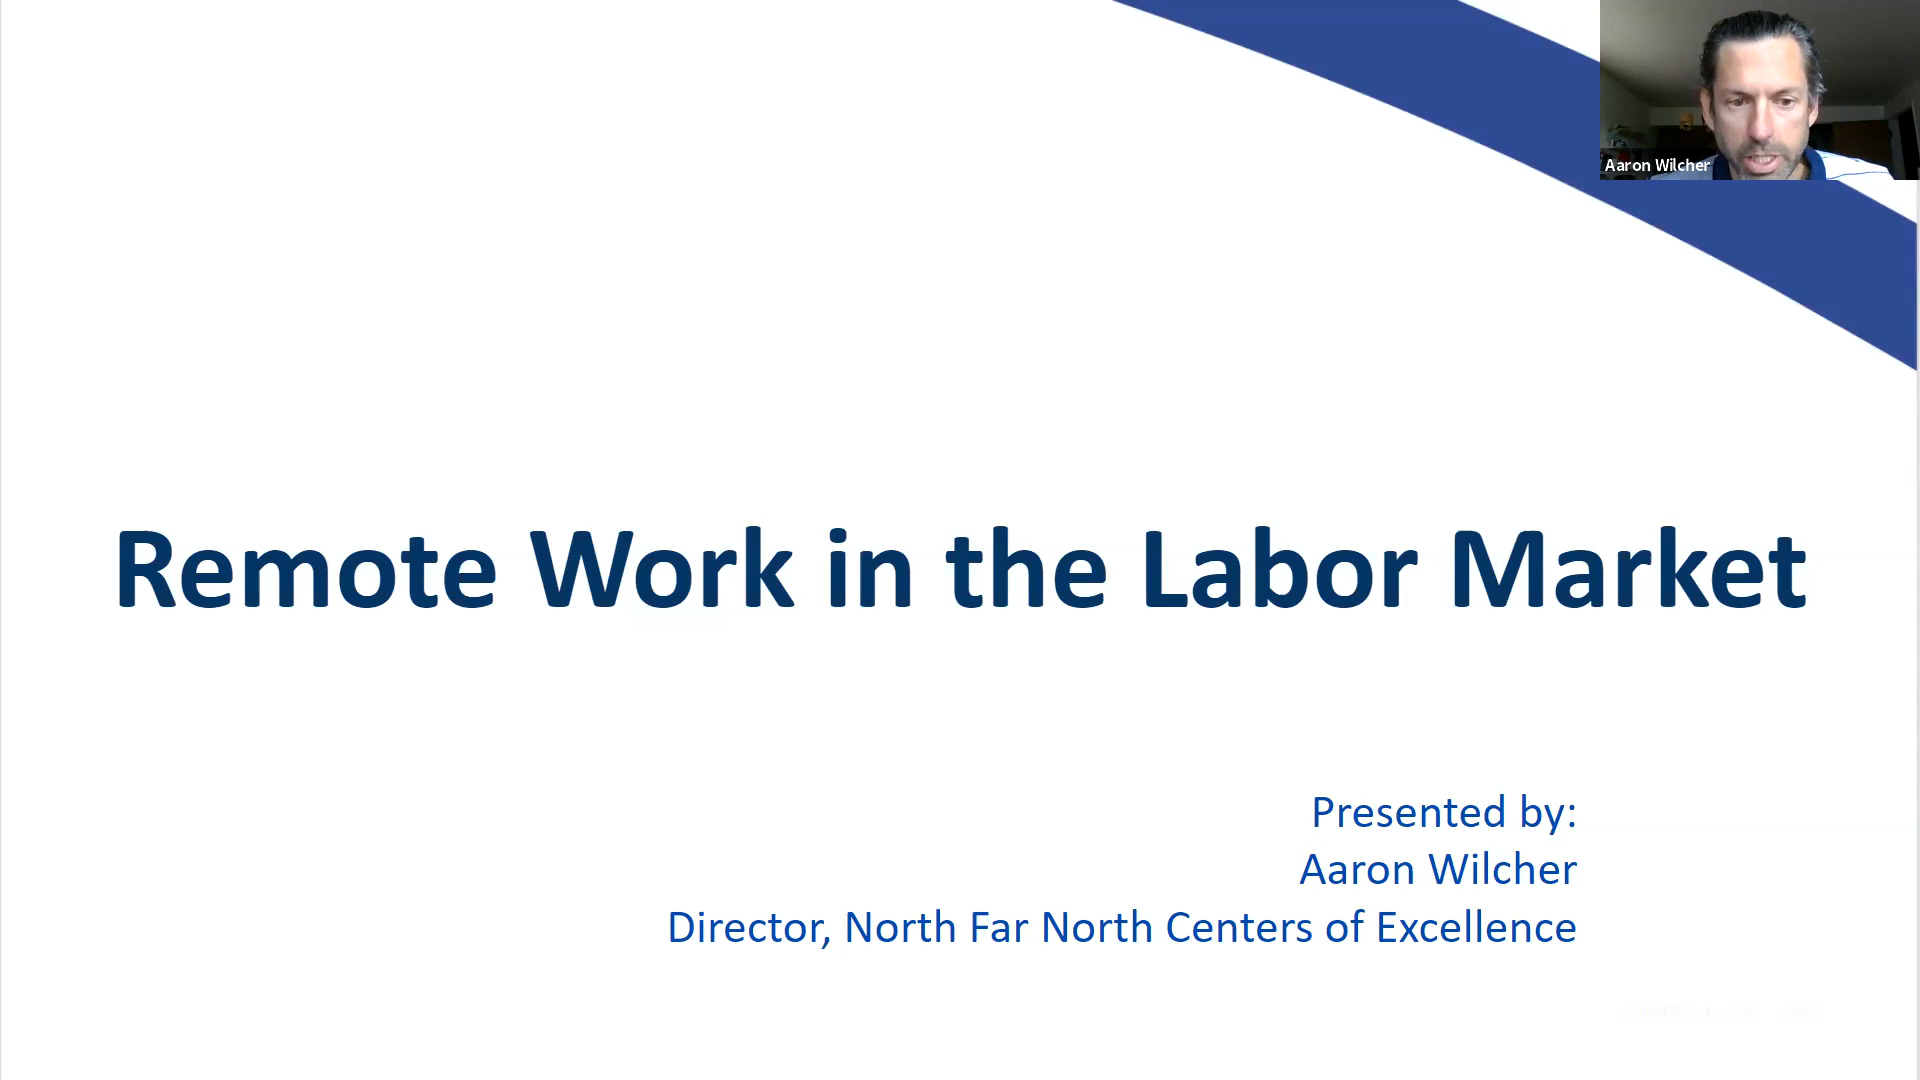 Aaron Wilcher
Remote Work in the Labor Market
Presented by:
Aaron Wilcher
Director, North Far North Centers of Excellence